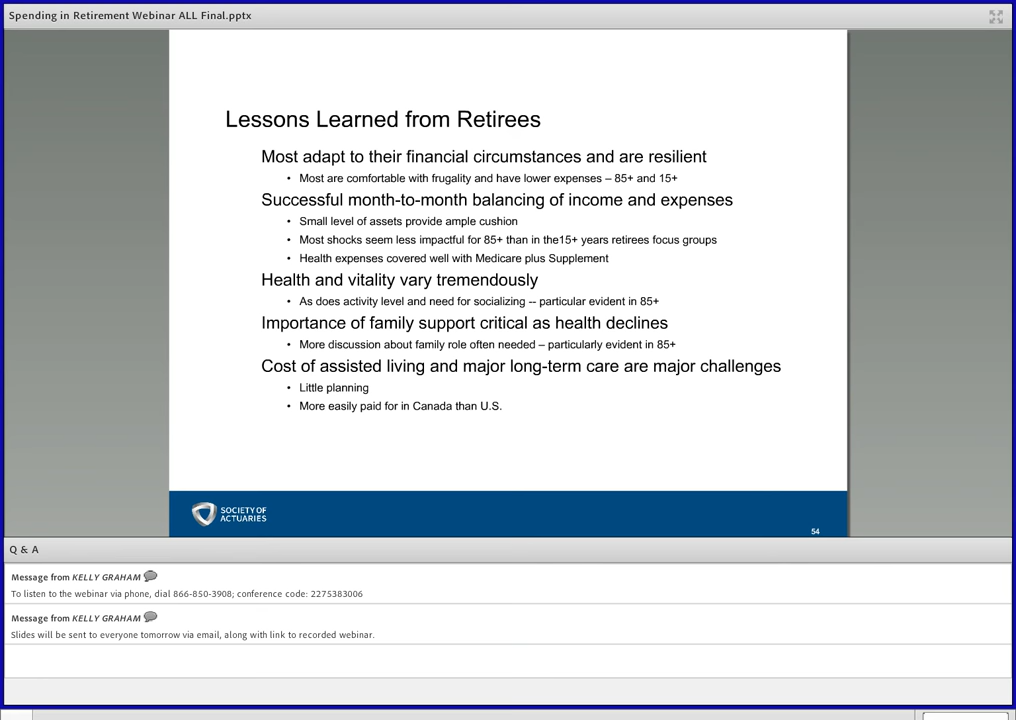 Spending in Retirement Webinar ALL Final.pptx
Lessons Learned from Retirees
Most adapt to their financial circumstances and are resilient
• Most are comfortable with frugality and have lower expenses – 85+ and 15+
Successful month-to-month balancing of income and expenses
• Small level of assets provide ample cushion
• Most shocks seem less impactful for 85+ than in the15+ years retirees focus groups
• Health expenses covered well with Medicare plus Supplement
Health and vitality vary tremendously
• As does activity level and need for socializing -- particular evident in 85+
Importance of family support critical as health declines
• More discussion about family role often needed – particularly evident in 85+
Cost of assisted living and major long-term care are major challenges
• Little planning
• More easily paid for in Canada than U.S.
SOCIETY OF
ACTUARIES
54
Q & A
Message from KELLY GRAHAM
To listen to the webinar via phone, dial 866-850-3908; conference code: 2275383006
Message from KELLY GRAHAM
Slides will be sent to everyone tomorrow via email, along with link to recorded webinar.